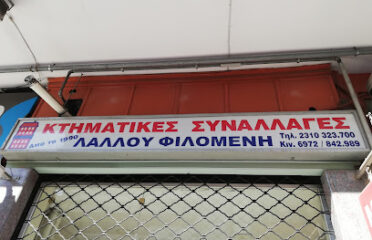 ΚΤΗΜΑΤΙΚΕΣ ΣΥΝΑΛΛΑΓΕΣ
Από το 1990 ΛΑΛΛΟΥ ΦΙΛΟΜΕΝΗ
Τηλ. 2310 323.700
Κιν. 6972 / 842.989